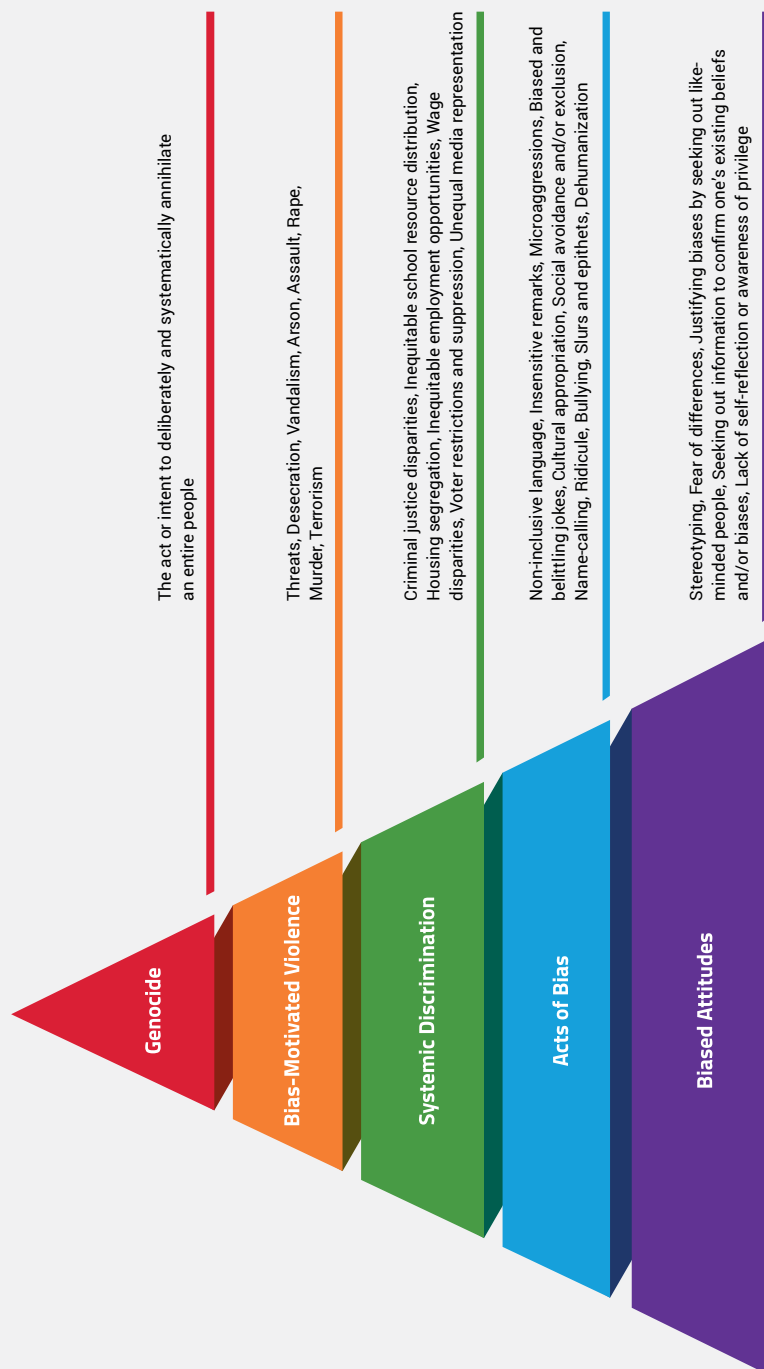 Genocide
The act or intent to deliberately and systematically annihilate
an entire people
Bias-Motivated Violence
Threats, Desecration, Vandalism, Arson, Assault, Rape,
Murder, Terrorism
Systemic Discrimination
Criminal justice disparities, Inequitable school resource distribution,
Housing segregation, Inequitable employment opportunities, Wage
disparities, Voter restrictions and suppression, Unequal media representation
Acts of Bias
Non-inclusive language, Insensitive remarks, Microaggressions, Biased and
belittling jokes, Cultural appropriation, Social avoidance and/or exclusion,
Name-calling, Ridicule, Bullying, Slurs and epithets, Dehumanization
Biased Attitudes
Stereotyping, Fear of differences, Justifying biases by seeking out like-
minded people, Seeking out information to confirm one’s existing beliefs
and/or biases, Lack of self-reflection or awareness of privilege